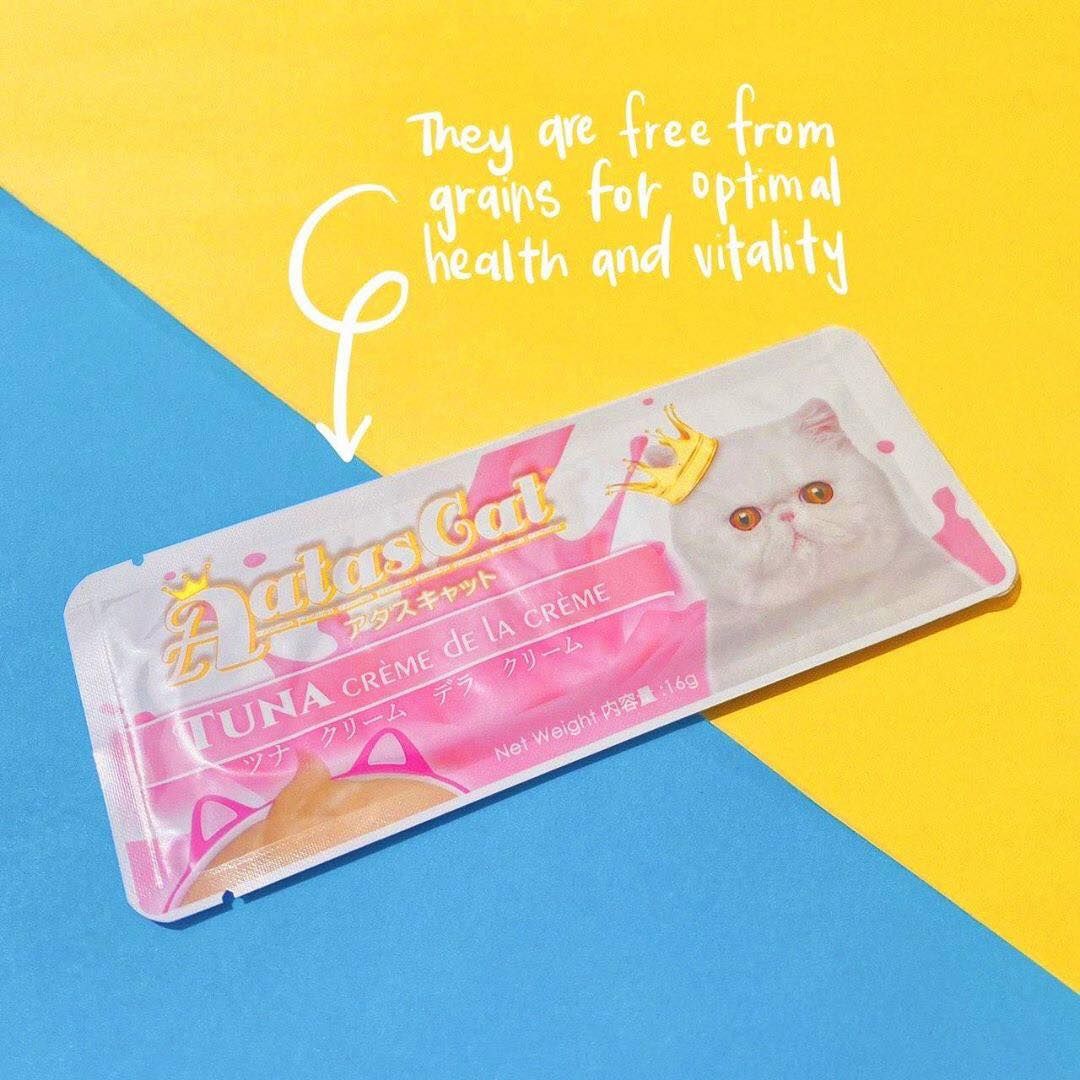 They are free from
grains for optimal
health and vitality
Aatas Cat
アタスキャット
TUNA CRÈME de LA CRÈME
ツナ クリーム デラ クリーム
Net Weight 内容量 :16g